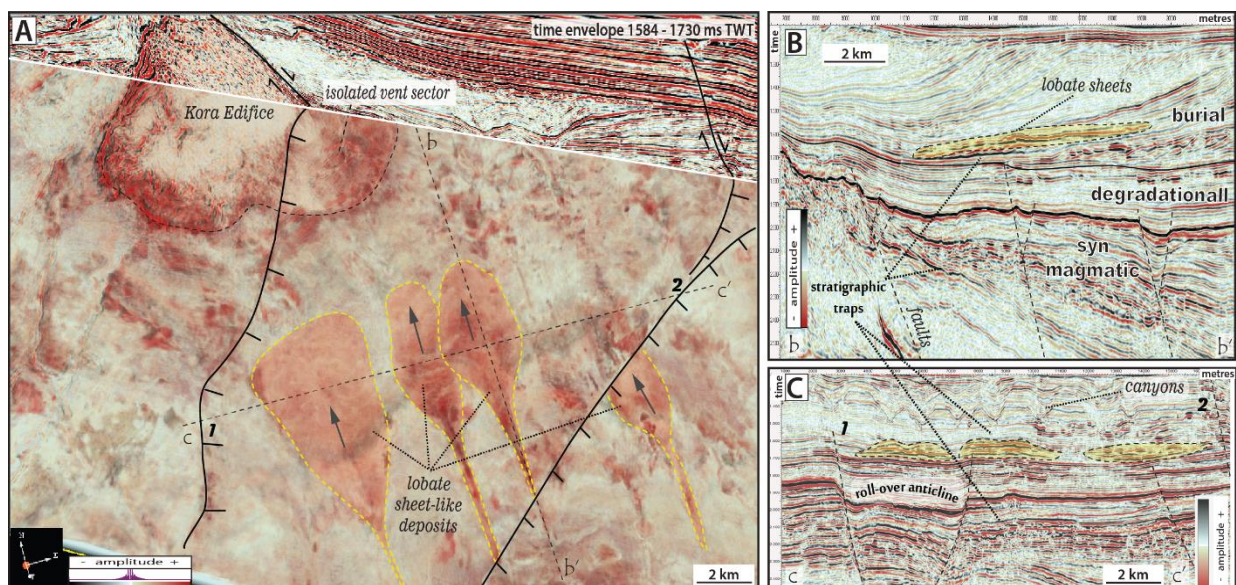 A
time envelope 1584 - 1730 ms TWT
isolated vent sector
Kora Edifice
b
2
c'
c
1
lobate
sheet-like
deposits
b'
- amplitude +
2 km
B
metres
time
2 km
lobate sheets
burial
degradationall
syn
magmatic
stratigraphic
traps
faults
- amplitude +
b
b'
C
metres
canyons
1
2
roll-over anticline
- amplitude +
2 km
c
c'